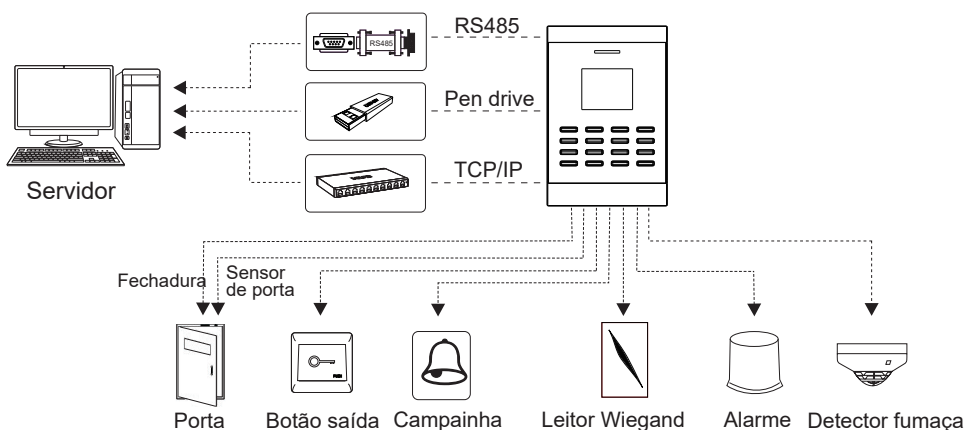 RS485
RS485
Pen drive
TCP/IP
Servidor
Fechadura
Sensor
de porta
Porta
Botão saída
Campainha
Leitor Wiegand
Alarme
Detector fumaça